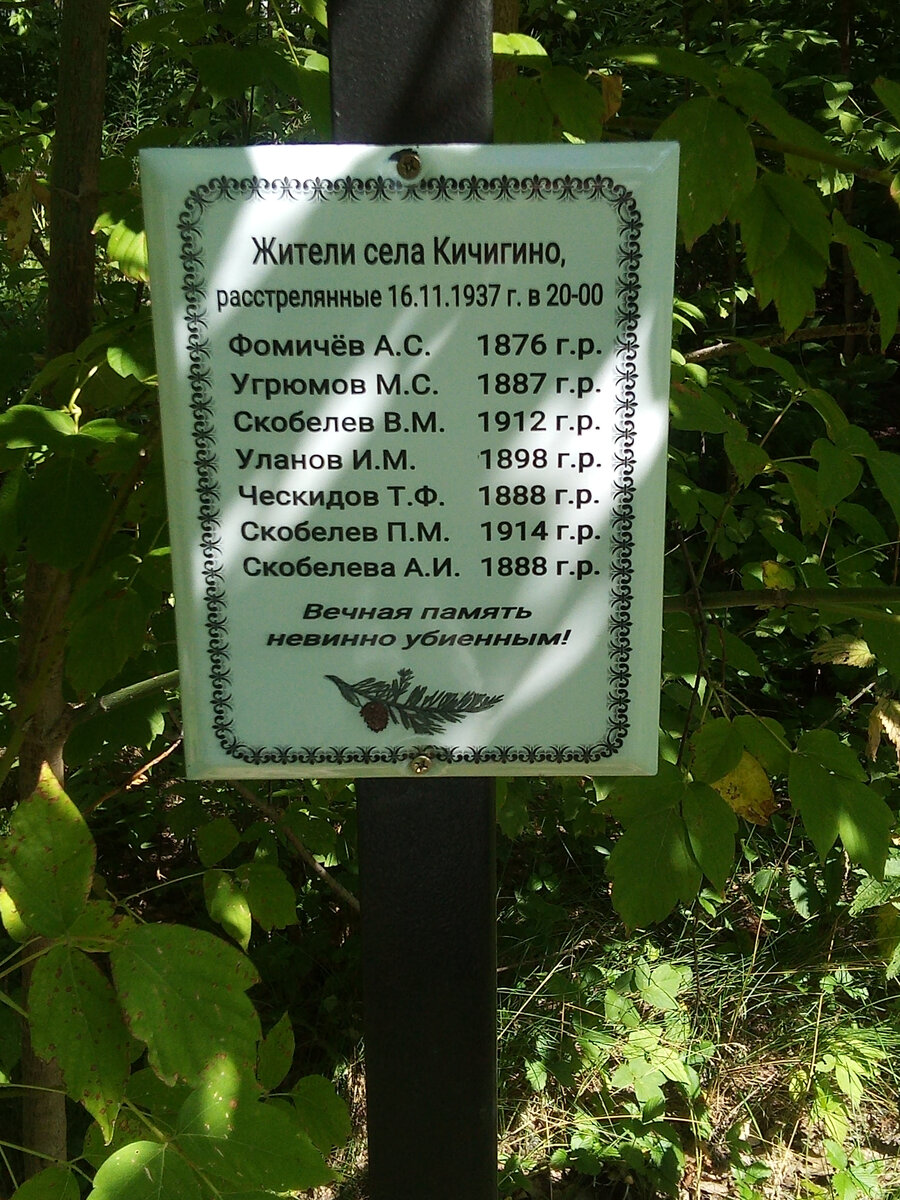 Жители села Кичигино,
расстрелянные 16.11.1937 г. в 20-00
Фомичёв А.С. 1876 г.р.
Угрюмов М.С. 1887 г.р.
Скобелев В.М. 1912 г.р.
Уланов И.М. 1898 г.р.
Ческидов Т.Ф. 1888 г.р.
Скобелев П.М. 1914 г.р.
Скобелева А.И. 1888 г.р.
Вечная память
невинно убиенным!